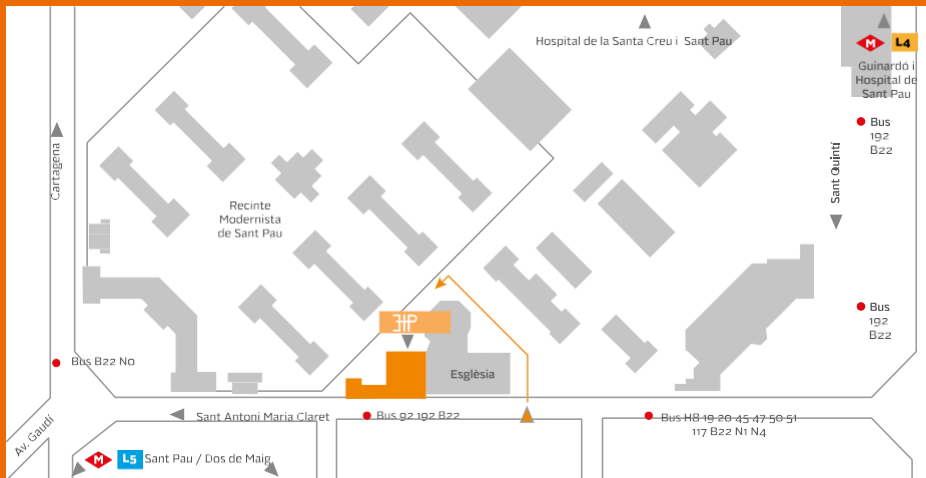 Hospital de la Santa Creu i Sant Pau
M L4
Guinardó i
Hospital de
Sant Pau
Bus
192
B22
Cartagena
Sant Quintí
Recinte
Modernista
de Sant Pau
Bus
192
B22
HP
Bus B22 N0
Esglèsia
Sant Antoni Maria Claret
Bus 92 192 B22
Bus H8 19 20 45 47 50 51
117 B22 N1 N4
Av. Gaudí
M L5 Sant Pau / Dos de Maig